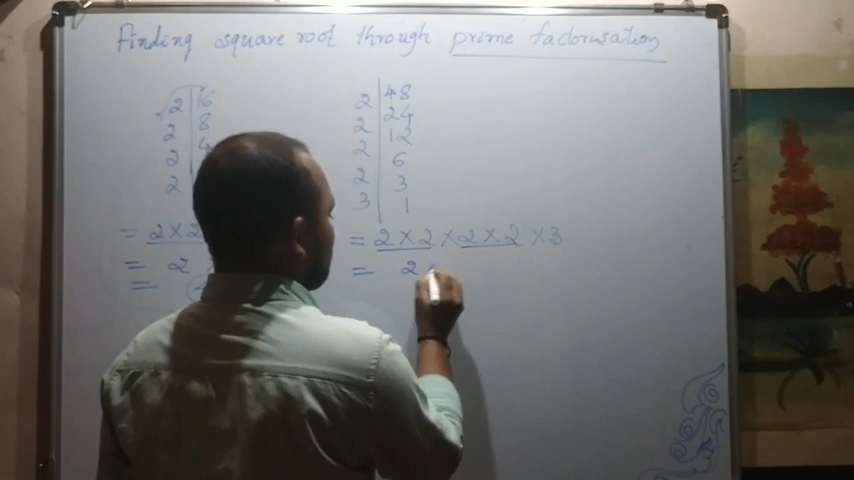 Finding square root through prime factorisation
2 | 16
2 | 8
2 | 4
2
= 2 × 2
= 2
=
2 | 48
2 | 24
2 | 12
2 | 6
3 | 3
1
= 2 × 2 × 2 × 2 × 3
= 2